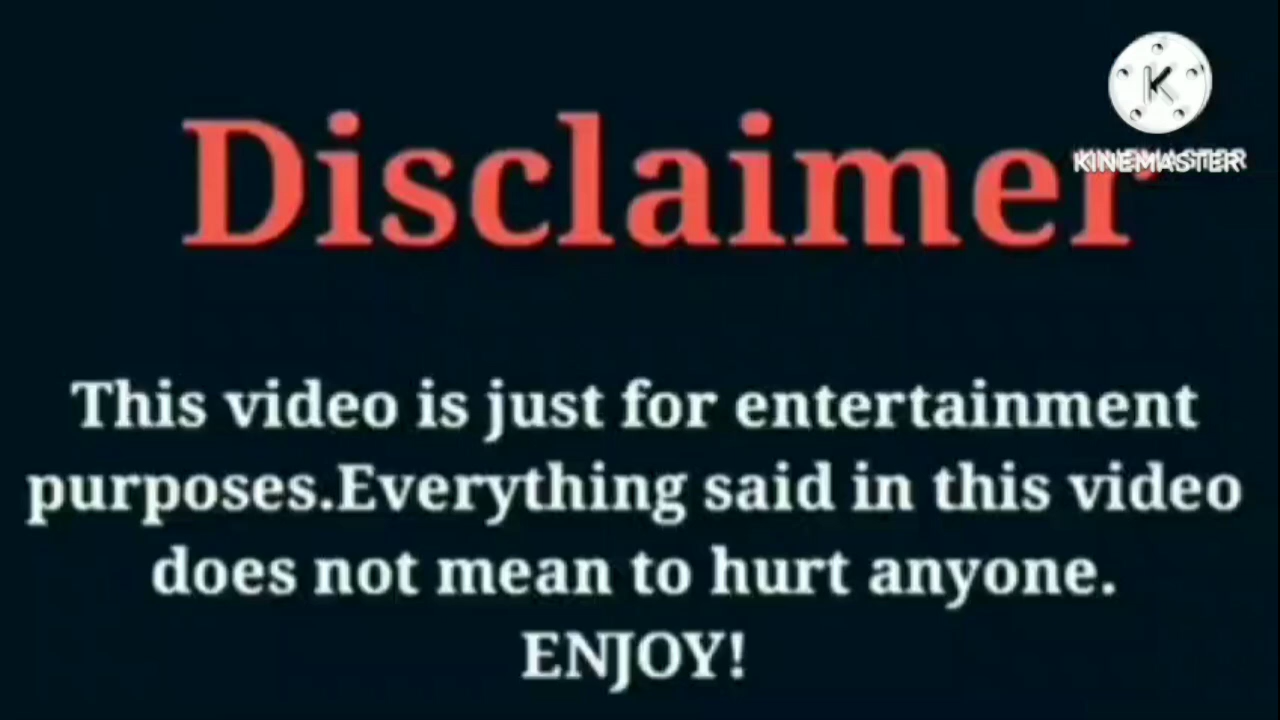 K
KINEMASTER
Disclaimer
This video is just for entertainment
purposes.Everything said in this video
does not mean to hurt anyone.
ENJOY!